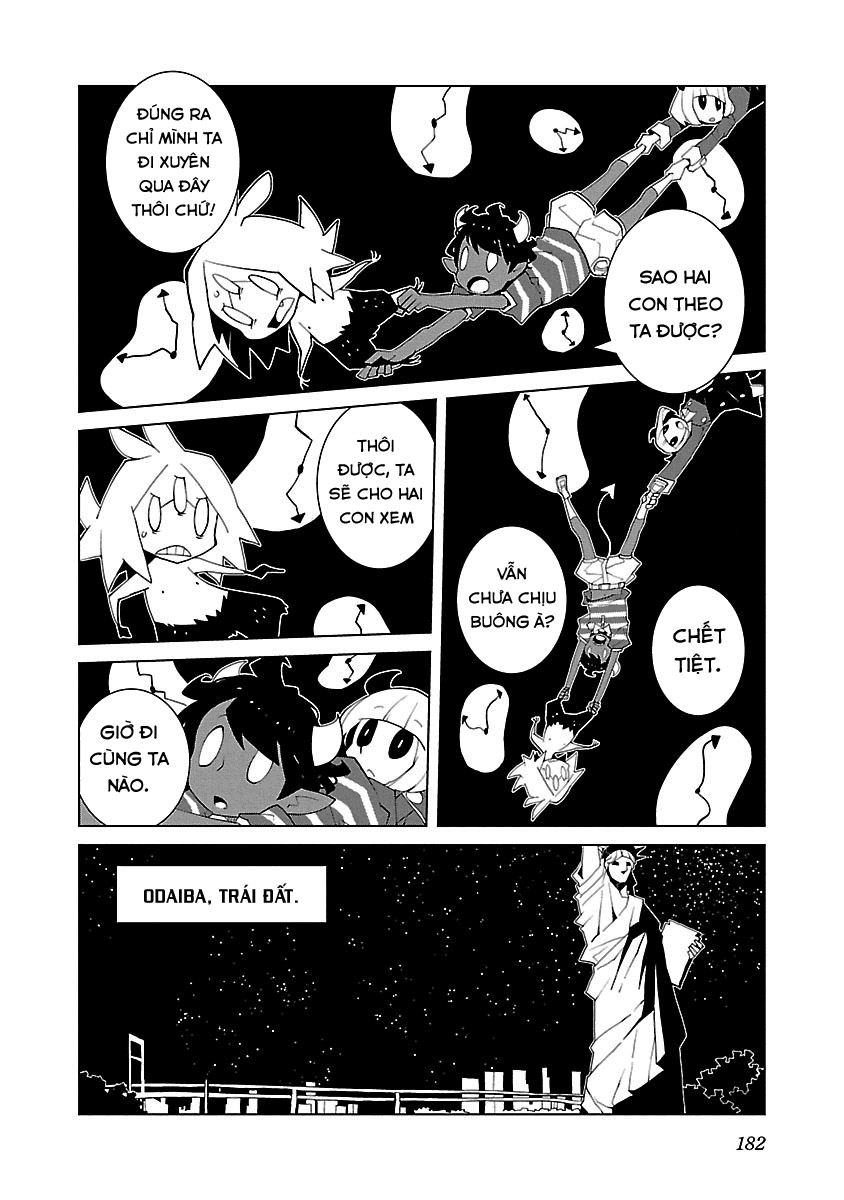 SAO HAI
CON THEO
TA ĐƯỢC?
ĐÚNG RA
CHỈ MÌNH TA
ĐI XUYÊN
QUA ĐÂY
THÔI CHỨ!
CHẾT
TIỆT.
VẪN
CHƯA CHỊU
BUÔNG À?
THÔI
ĐƯỢC, TA
SẼ CHO HAI
CON XEM
GIỜ ĐI
CÙNG TA
NÀO.
ODAIBA, TRÁI ĐẤT.
182